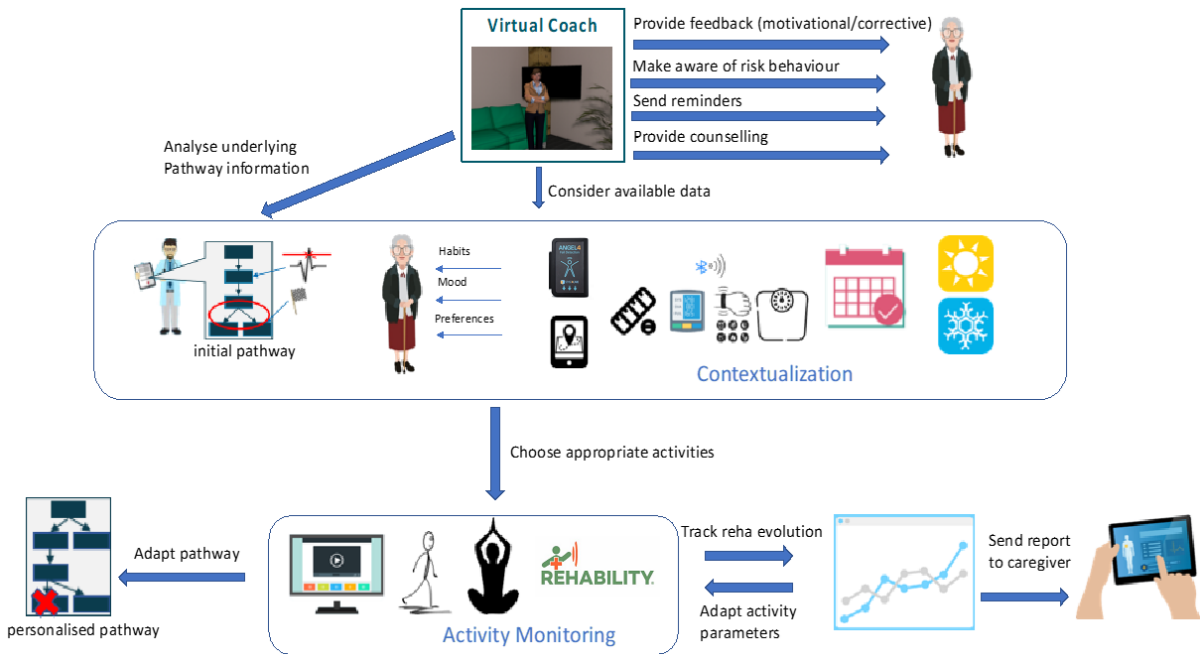 Virtual Coach
Provide feedback (motivational/corrective)
Make aware of risk behaviour
Send reminders
Provide counselling
Analyse underlying
Pathway information
Consider available data
initial pathway
Habits
Mood
Preferences
ANGEL4
Contextualization
Choose appropriate activities
Adapt pathway
personalised pathway
REHABILITY
Activity Monitoring
Track reha evolution
Adapt activity
parameters
Send report
to caregiver